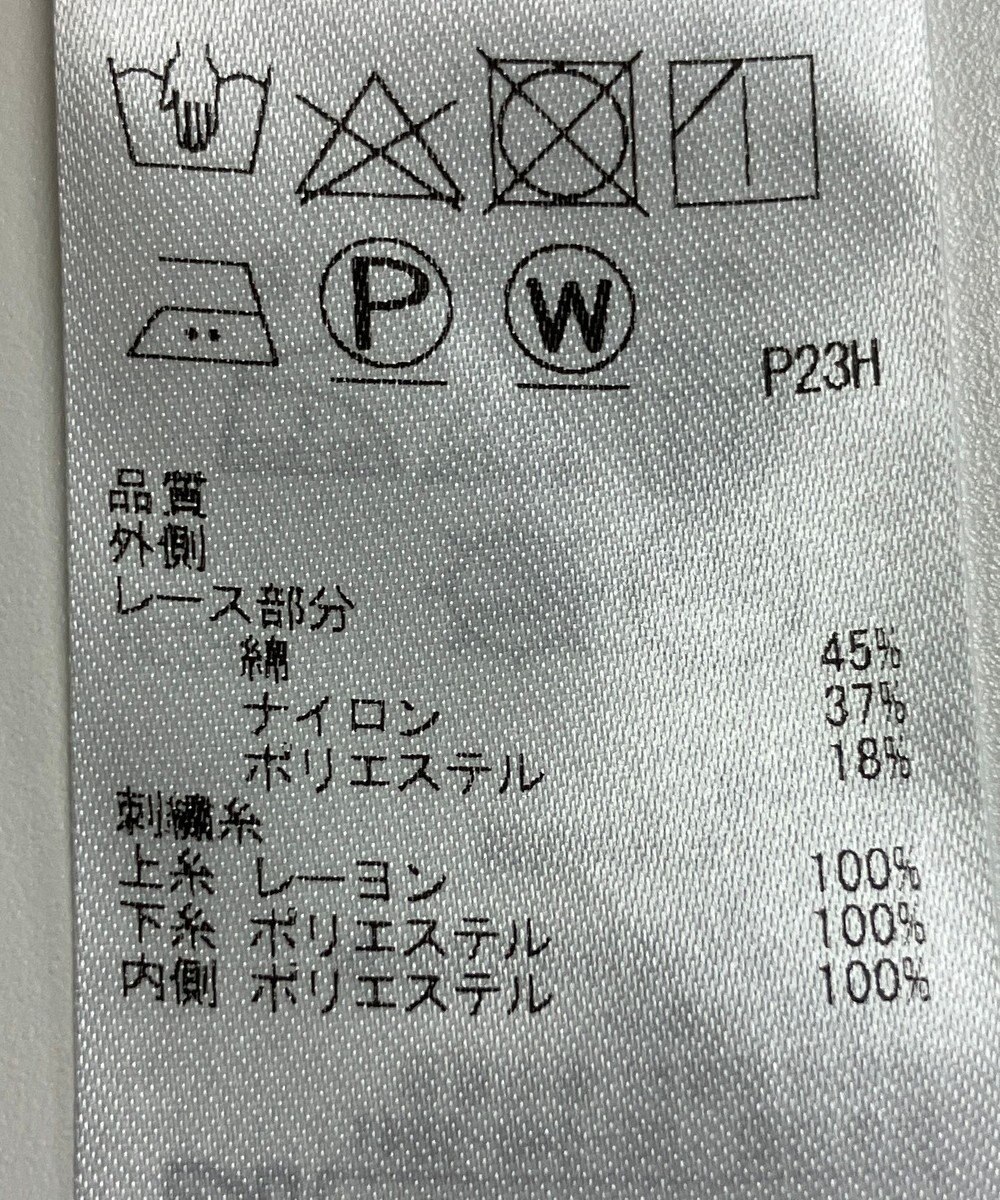 P W P23H
品質
外側
レース部分
綿 45%
ナイロン 37%
ポリエステル 18%
刺繍糸
上糸 レーヨン 100%
下糸 ポリエステル 100%
内側 ポリエステル 100%